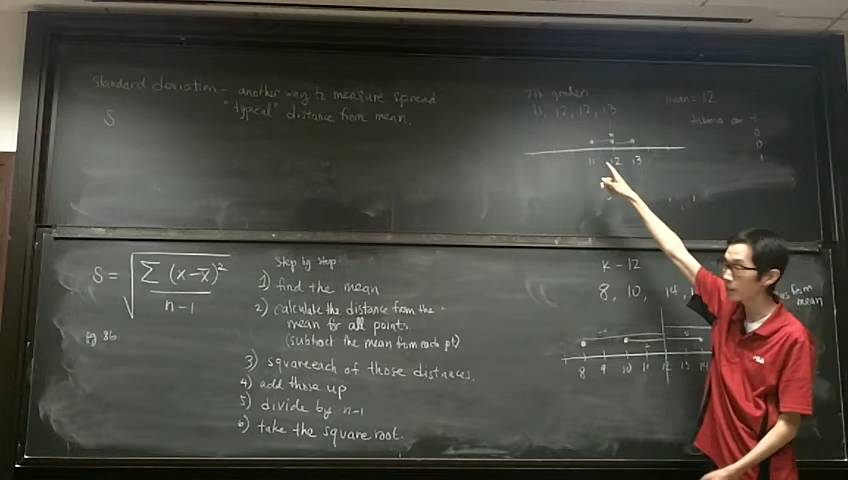 Standard deviation - another way to measure spread
"typical" distance from mean.
S
7th graders
11, 12, 12, 13
mean = 12
-1
0
0
1
11 12 13
S = √ Σ (x - x̄)² / n-1
pg 86
Step by step
1) find the mean
2) calculate the distance from the
mean for all points.
(subtract the mean from each pt)
3) square each of those distances.
4) add those up
5) divide by n-1
6) take the square root.
K - 12
8, 10, 14,
from
mean
8 9 10 11 12 13 14